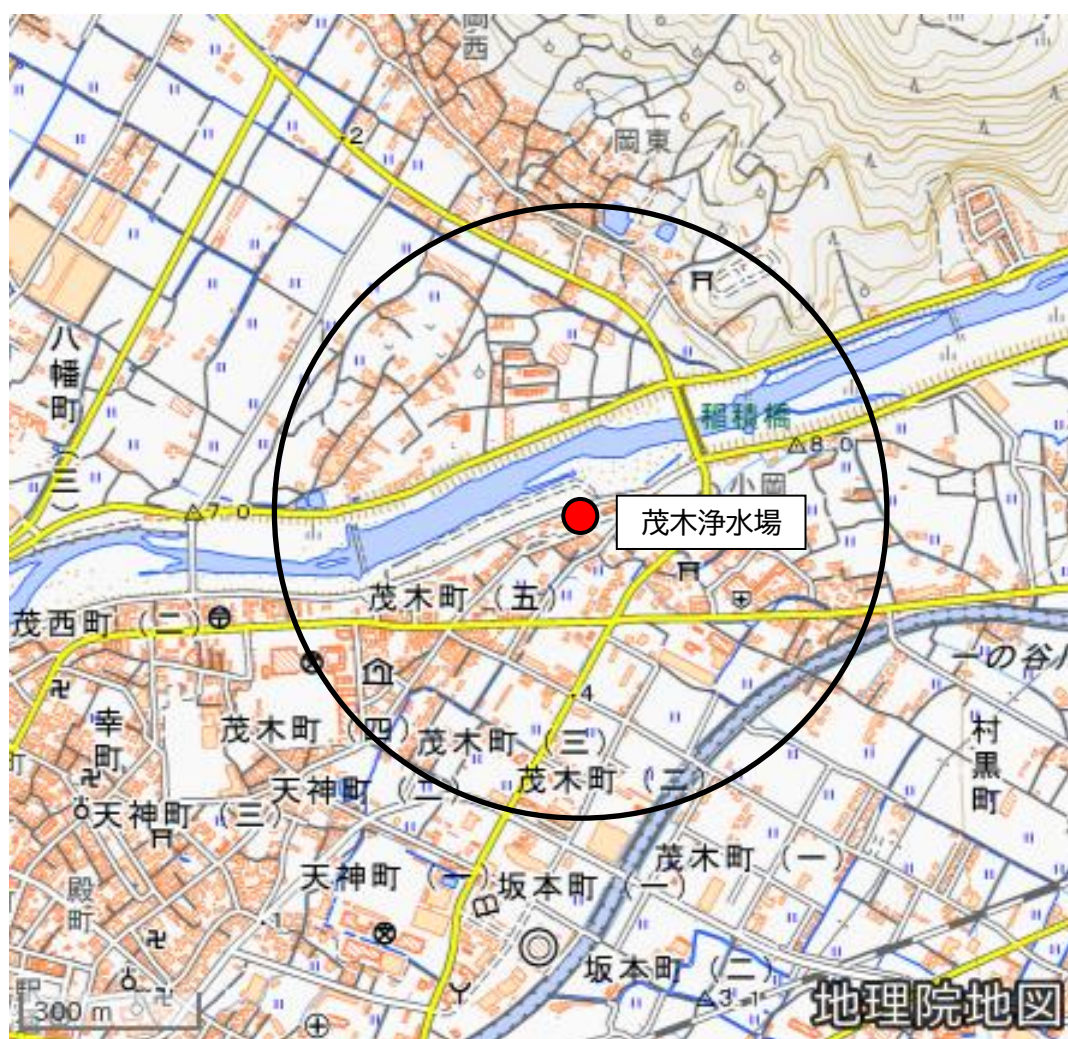 岡東
2
八幡町（三）
稲積橋
8.0
小岡
7.0
茂木浄水場
茂木町（五）
茂西町（二）
一の谷川
幸町
茂木町（四）
茂木町（三）
村黒町
4
天神町（二）
茂木町（二）
天神町（三）
茂木町（一）
天神町（一）
坂本町（一）
殿町
1
坂本町（二）
3.1
300 m
地理院地図